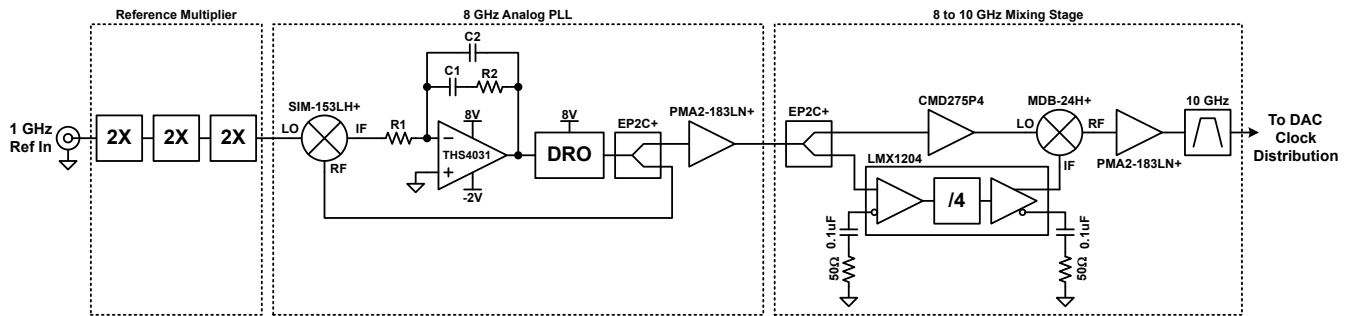 Reference Multiplier
8 GHz Analog PLL
8 to 10 GHz Mixing Stage
1 GHz
Ref In
2X
2X
2X
SIM-153LH+
LO
IF
RF
R1
C2
C1
R2
8V
THS4031
-2V
8V
DRO
EP2C+
PMA2-183LN+
EP2C+
CMD275P4
MDB-24H+
LO
RF
IF
PMA2-183LN+
10 GHz
To DAC
Clock
Distribution
LMX1204
/4
0.1uF
50Ω
0.1uF
50Ω